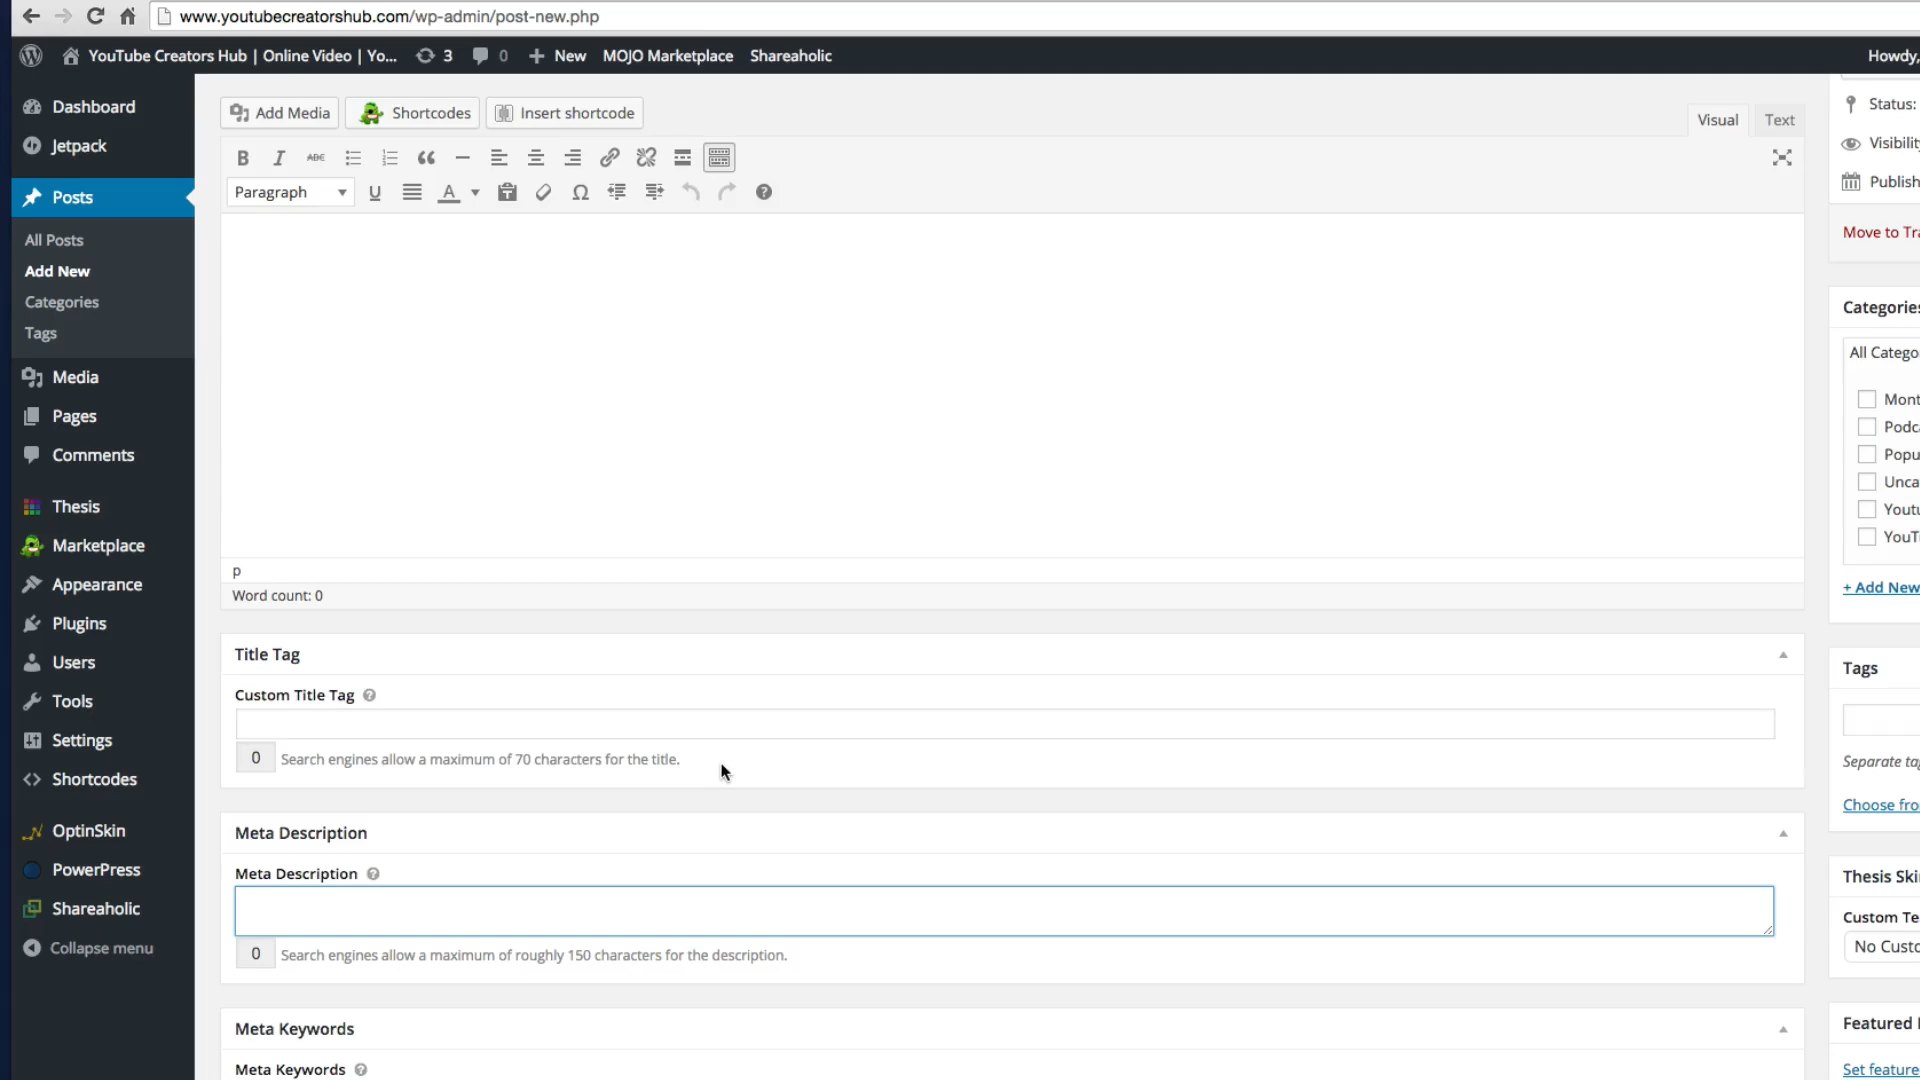 www.youtubecreatorshub.com/wp-admin/post-new.php
YouTube Creators Hub | Online Video | Yo... 3 0 + New MOJO Marketplace Shareaholic Howdy,
Dashboard
Jetpack
Posts
All Posts
Add New
Categories
Tags
Media
Pages
Comments
Thesis
Marketplace
Appearance
Plugins
Users
Tools
Settings
Shortcodes
OptinSkin
PowerPress
Shareaholic
Collapse menu
Add Media Shortcodes Insert shortcode
Visual Text
B I ABC
Paragraph U A Ω
p
Word count: 0
Title Tag
Custom Title Tag
0 Search engines allow a maximum of 70 characters for the title.
Meta Description
Meta Description
0 Search engines allow a maximum of roughly 150 characters for the description.
Meta Keywords
Meta Keywords
Status:
Visibility
Publish
Move to Tra
Categories
All Catego
Mont
Podca
Popu
Unca
Youtu
YouT
+ Add New
Tags
Separate tag
Choose fro
Thesis Ski
Custom Te
No Custo
Featured I
Set feature